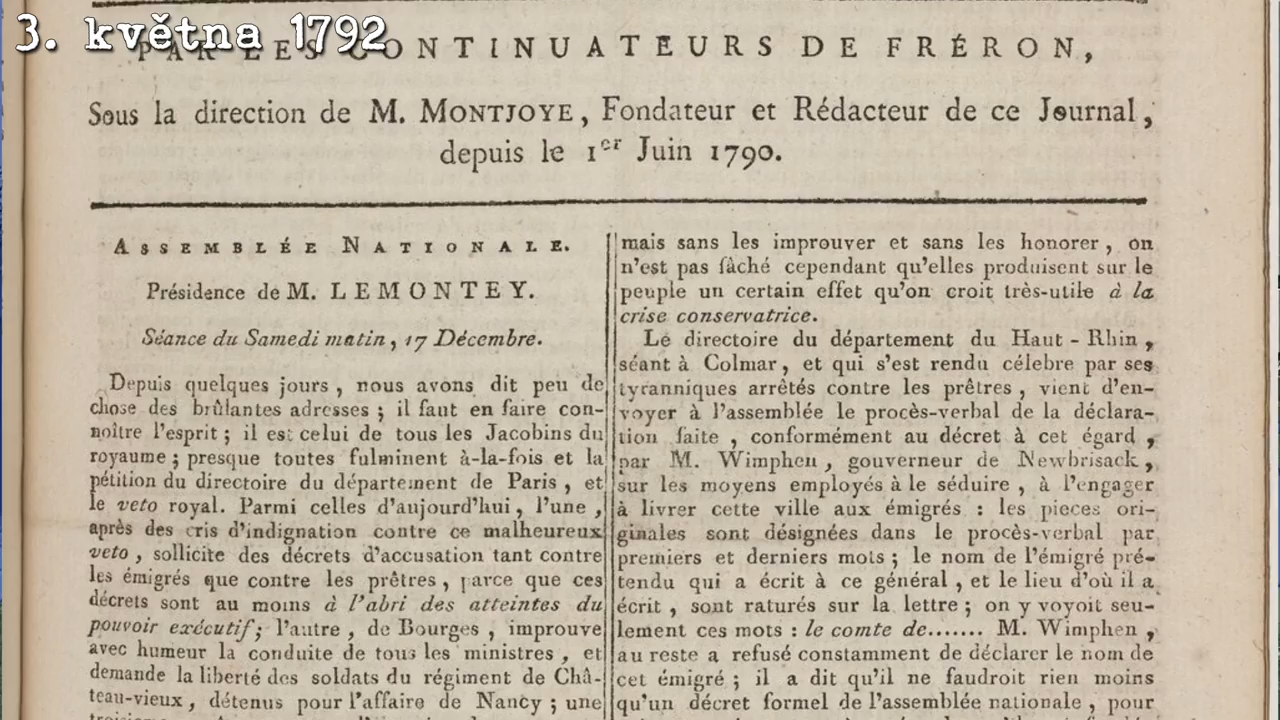 3. května 1792
PAR LES CONTINUATEURS DE FRÉRON,
Sous la direction de M. MONTJOYE, Fondateur et Rédacteur de ce Journal,
depuis le 1er Juin 1790.
ASSEMBLÉE NATIONALE.
Présidence de M. LEMONTEY.
Séance du Samedi matin, 17 Décembre.
Depuis quelques jours, nous avons dit peu de
chose des brûlantes adresses; il faut en faire con-
noître l'esprit; il est celui de tous les Jacobins du
royaume; presque toutes fulminent à-la-fois et la
pétition du directoire du département de Paris, et
le veto royal. Parmi celles d'aujourd'hui, l'une,
après des cris d'indignation contre ce malheureux
veto, sollicite des décrets d'accusation tant contre
les émigrés que contre les prêtres, parce que ces
décrets sont au moins à l'abri des atteintes du
pouvoir exécutif; l'autre, de Bourges, improuve
avec humeur la conduite de tous les ministres, et
demande la liberté des soldats du régiment de Châ-
teau-vieux, détenus pour l'affaire de Nancy; une
mais sans les improuver et sans les honorer, on
n'est pas fâché cependant qu'elles produisent sur le
peuple un certain effet qu'on croit très-utile à la
crise conservatrice.
Le directoire du département du Haut-Rhin,
séant à Colmar, et qui s'est rendu célebre par ses
tyranniques arrêtés contre les prêtres, vient d'en-
voyer à l'assemblée le procès-verbal de la déclara-
tion faite, conformément au décret à cet égard,
par M. Wimphen, gouverneur de Newbrisack,
sur les moyens employés à le séduire, à l'engager
à livrer cette ville aux émigrés: les pieces ori-
ginales sont désignées dans le procès-verbal par
premiers et derniers mots; le nom de l'émigré pré-
tendu qui a écrit à ce général, et le lieu d'où il a
écrit, sont raturés sur la lettre; on y voyoit seu-
lement ces mots: le comte de....... M. Wimphen,
au reste a refusé constamment de déclarer le nom de
cet émigré; il a dit qu'il ne faudroit rien moins
qu'un décret formel de l'assemblée nationale, pour